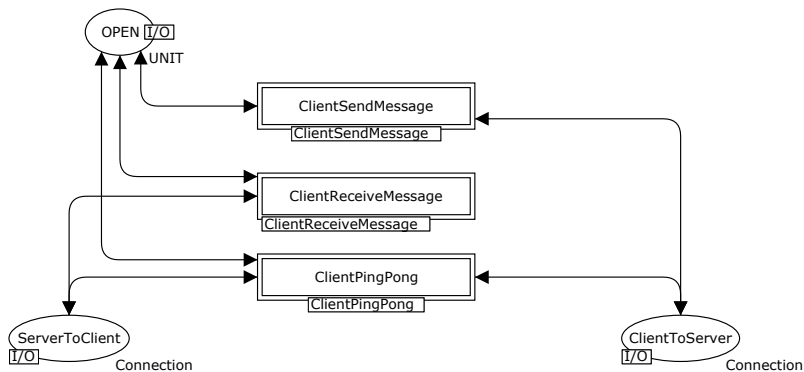 OPEN I/O
UNIT
ClientSendMessage
ClientSendMessage
ClientReceiveMessage
ClientReceiveMessage
ClientPingPong
ClientPingPong
ServerToClient
I/O
Connection
ClientToServer
I/O
Connection